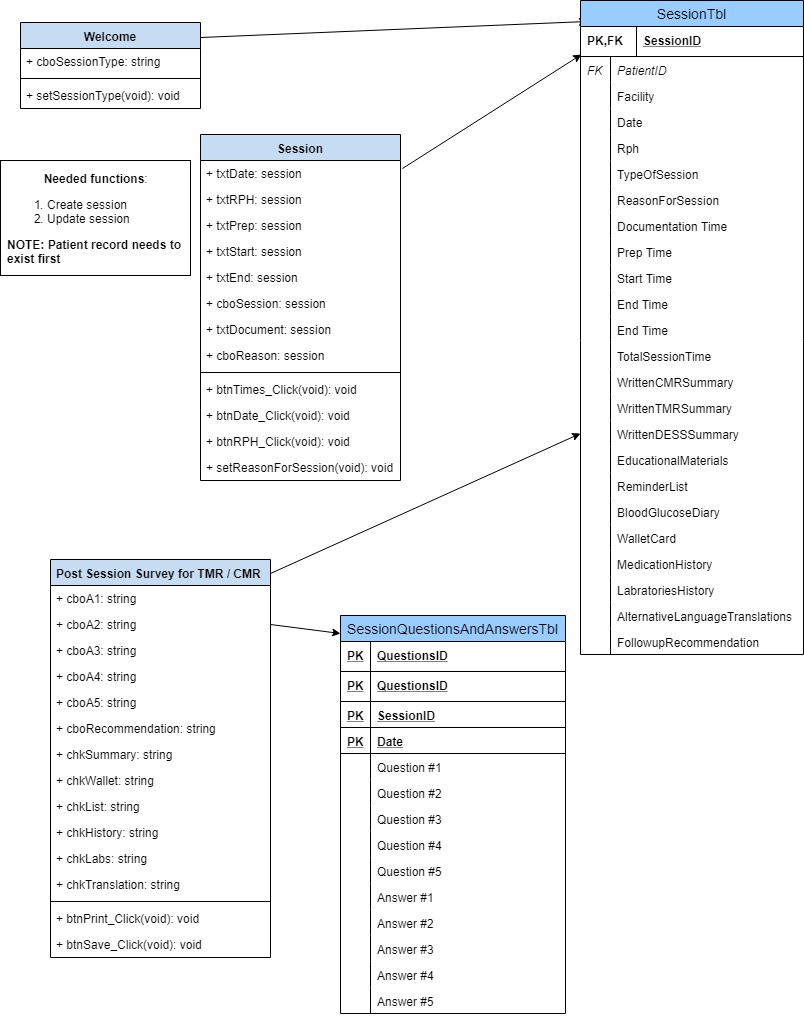 Welcome
+ cboSessionType: string
+ setSessionType(void): void
Session
+ txtDate: session
+ txtRPH: session
+ txtPrep: session
+ txtStart: session
+ txtEnd: session
+ cboSession: session
+ txtDocument: session
+ cboReason: session
+ btnTimes_Click(void): void
+ btnDate_Click(void): void
+ btnRPH_Click(void): void
+ setReasonForSession(void): void
Needed functions:
1. Create session
2. Update session
NOTE: Patient record needs to
exist first
SessionTbl
PK,FK SessionID
FK PatientID
Facility
Date
Rph
TypeOfSession
ReasonForSession
Documentation Time
Prep Time
Start Time
End Time
End Time
TotalSessionTime
WrittenCMRSummary
WrittenTMRSummary
WrittenDESSSummary
EducationalMaterials
ReminderList
BloodGlucoseDiary
WalletCard
MedicationHistory
LabratoriesHistory
AlternativeLanguageTranslations
FollowupRecommendation
Post Session Survey for TMR / CMR
+ cboA1: string
+ cboA2: string
+ cboA3: string
+ cboA4: string
+ cboA5: string
+ cboRecommendation: string
+ chkSummary: string
+ chkWallet: string
+ chkList: string
+ chkHistory: string
+ chkLabs: string
+ chkTranslation: string
+ btnPrint_Click(void): void
+ btnSave_Click(void): void
SessionQuestionsAndAnswersTbl
PK QuestionsID
PK QuestionsID
PK SessionID
PK Date
Question #1
Question #2
Question #3
Question #4
Question #5
Answer #1
Answer #2
Answer #3
Answer #4
Answer #5